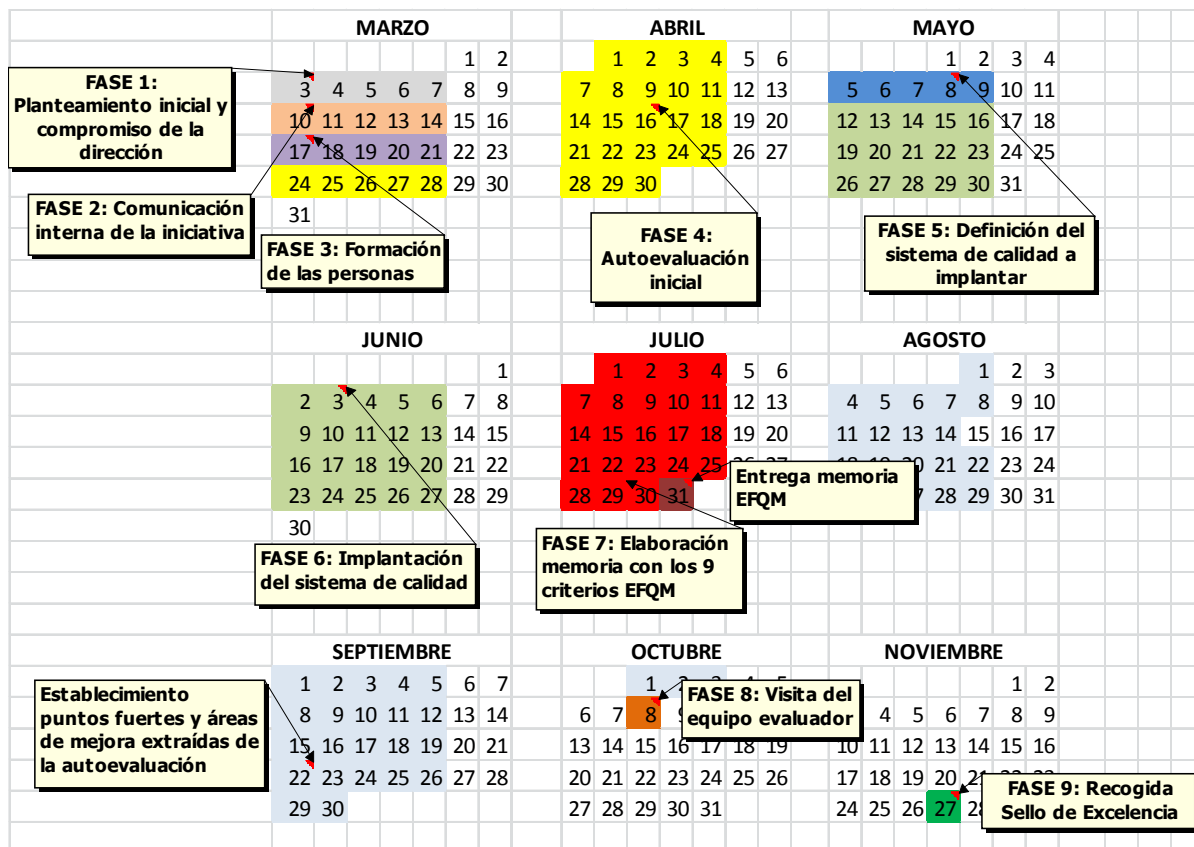 MARZO ABRIL MAYO
1 2 1 2 3 4 5 6 1 2 3 4
FASE 1:
Planteamiento inicial y
compromiso de la
dirección
3 4 5 6 7 8 9 7 8 9 10 11 12 13 5 6 7 8 9 10 11
10 11 12 13 14 15 16 14 15 16 17 18 19 20 12 13 14 15 16 17 18
17 18 19 20 21 22 23 21 22 23 24 25 26 27 19 20 21 22 23 24 25
24 25 26 27 28 29 30 28 29 30 26 27 28 29 30 31
31
FASE 2: Comunicación
interna de la iniciativa
FASE 3: Formación
de las personas
FASE 4:
Autoevaluación
inicial
FASE 5: Definición del
sistema de calidad a
implantar
JUNIO JULIO AGOSTO
1 1 2 3 4 5 6 1 2 3
2 3 4 5 6 7 8 7 8 9 10 11 12 13 4 5 6 7 8 9 10
9 10 11 12 13 14 15 14 15 16 17 18 19 20 11 12 13 14 15 16 17
16 17 18 19 20 21 22 21 22 23 24 25 20 21 22 23 24
23 24 25 26 27 28 29 28 29 30 31 28 29 30 31
30
Entrega memoria
EFQM
FASE 6: Implantación
del sistema de calidad
FASE 7: Elaboración
memoria con los 9
criterios EFQM
SEPTIEMBRE OCTUBRE NOVIEMBRE
1 2 3 4 5 6 7 1 1 2
8 9 10 11 12 13 14 6 7 8 4 5 6 7 8 9
15 16 17 18 19 20 21 13 14 15 16 17 18 19 10 11 12 13 14 15 16
22 23 24 25 26 27 28 20 21 22 23 24 25 26 17 18 19 20
29 30 27 28 29 30 31 24 25 26 27
Establecimiento
puntos fuertes y áreas
de mejora extraídas de
la autoevaluación
FASE 8: Visita del
equipo evaluador
FASE 9: Recogida
Sello de Excelencia